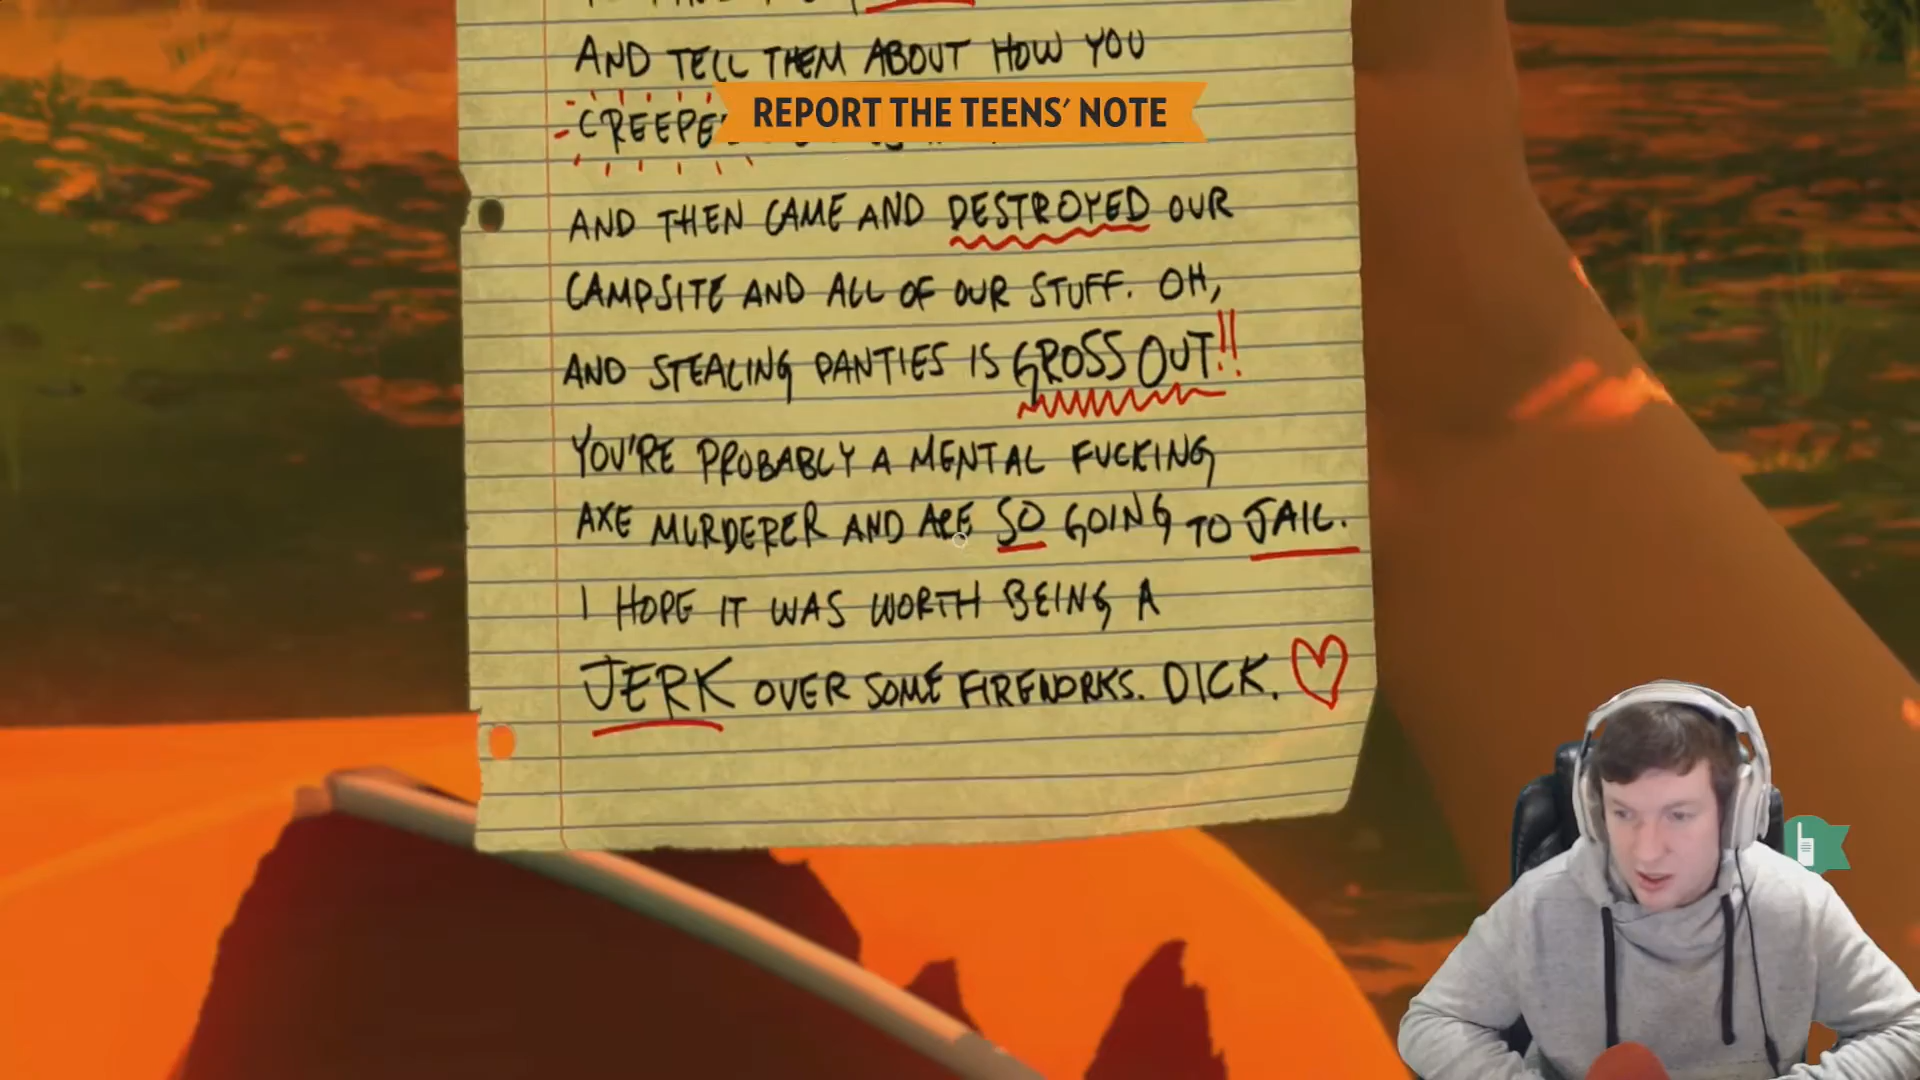 AND TELL THEM ABOUT HOW YOU
REPORT THE TEENS' NOTE
AND THEN CAME AND DESTROYED OUR
CAMPSITE AND ALL OF OUR STUFF. OH,
AND STEALING PANTIES IS GROSS OUT!!
YOU'RE PROBABLY A MENTAL FUCKING
AXE MURDERER AND ARE SO GOING TO JAIL.
I HOPE IT WAS WORTH BEING A
JERK OVER SOME FIREWORKS. DICK.